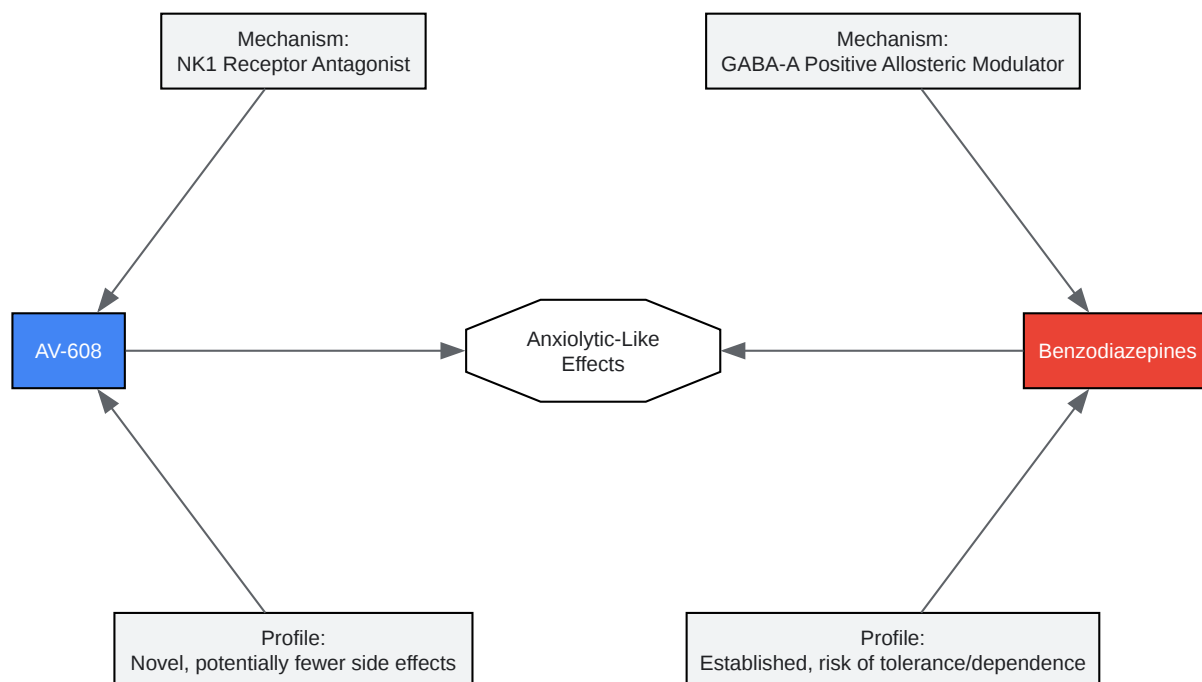 Mechanism:
NK1 Receptor Antagonist
Mechanism:
GABA-A Positive Allosteric Modulator
AV-608
Anxiolytic-Like
Effects
Benzodiazepines
Profile:
Novel, potentially fewer side effects
Profile:
Established, risk of tolerance/dependence